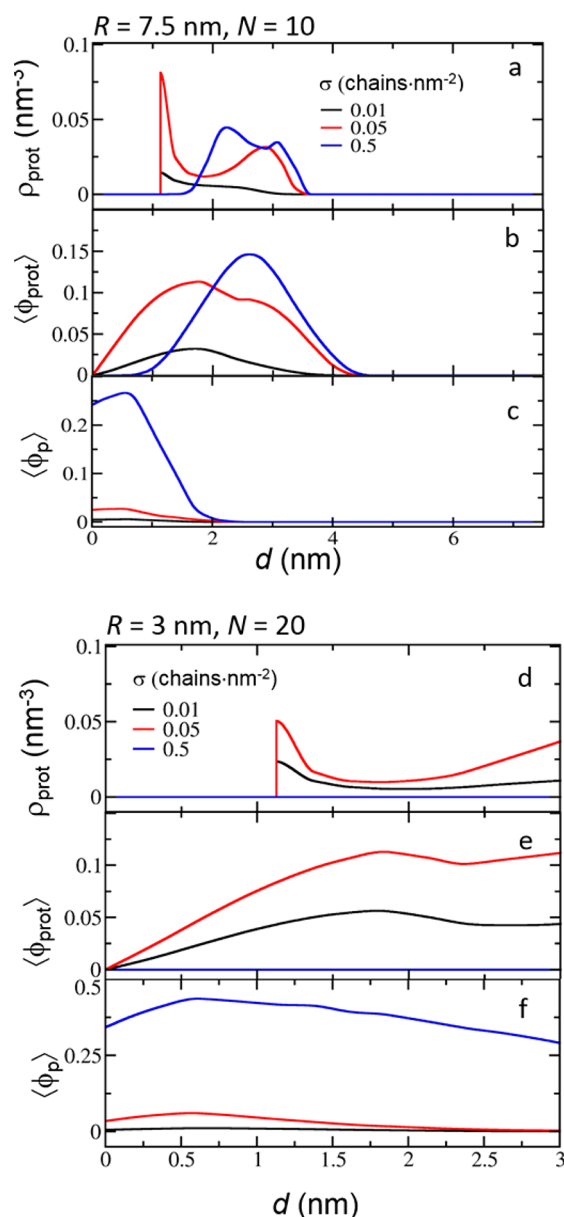 R = 7.5 nm, N = 10
0.1
a
σ (chains·nm⁻²)
0.01
0.05
0.5
0.05
0
ρprot (nm⁻³)
b
0.15
0.1
0.05
0
⟨ϕprot⟩
c
0.2
0.1
0
⟨ϕp⟩
0 2 4 6
d (nm)
R = 3 nm, N = 20
0.1
d
σ (chains·nm⁻²)
0.01
0.05
0.5
0.05
0
ρprot (nm⁻³)
e
0.1
0.05
0
⟨ϕprot⟩
0.5
f
0.25
0
⟨ϕp⟩
0 0.5 1 1.5 2 2.5 3
d (nm)